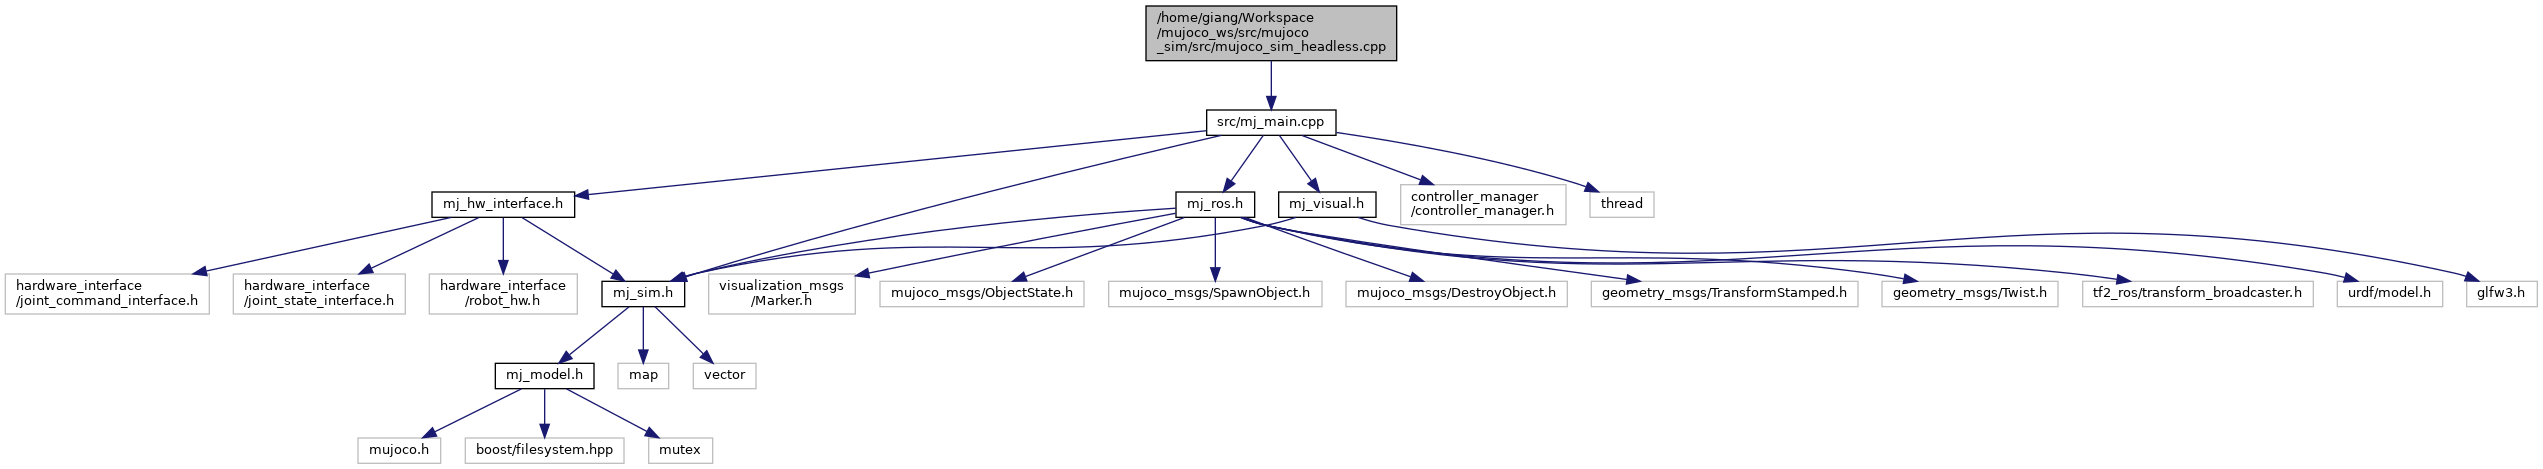 /home/giang/Workspace
/mujoco_ws/src/mujoco
_sim/src/mujoco_sim_headless.cpp
src/mj_main.cpp
mj_hw_interface.h
mj_ros.h
mj_visual.h
controller_manager
/controller_manager.h
thread
hardware_interface
/joint_command_interface.h
hardware_interface
/joint_state_interface.h
hardware_interface
/robot_hw.h
mj_sim.h
visualization_msgs
/Marker.h
mujoco_msgs/ObjectState.h
mujoco_msgs/SpawnObject.h
mujoco_msgs/DestroyObject.h
geometry_msgs/TransformStamped.h
geometry_msgs/Twist.h
tf2_ros/transform_broadcaster.h
urdf/model.h
glfw3.h
mj_model.h
map
vector
mujoco.h
boost/filesystem.hpp
mutex